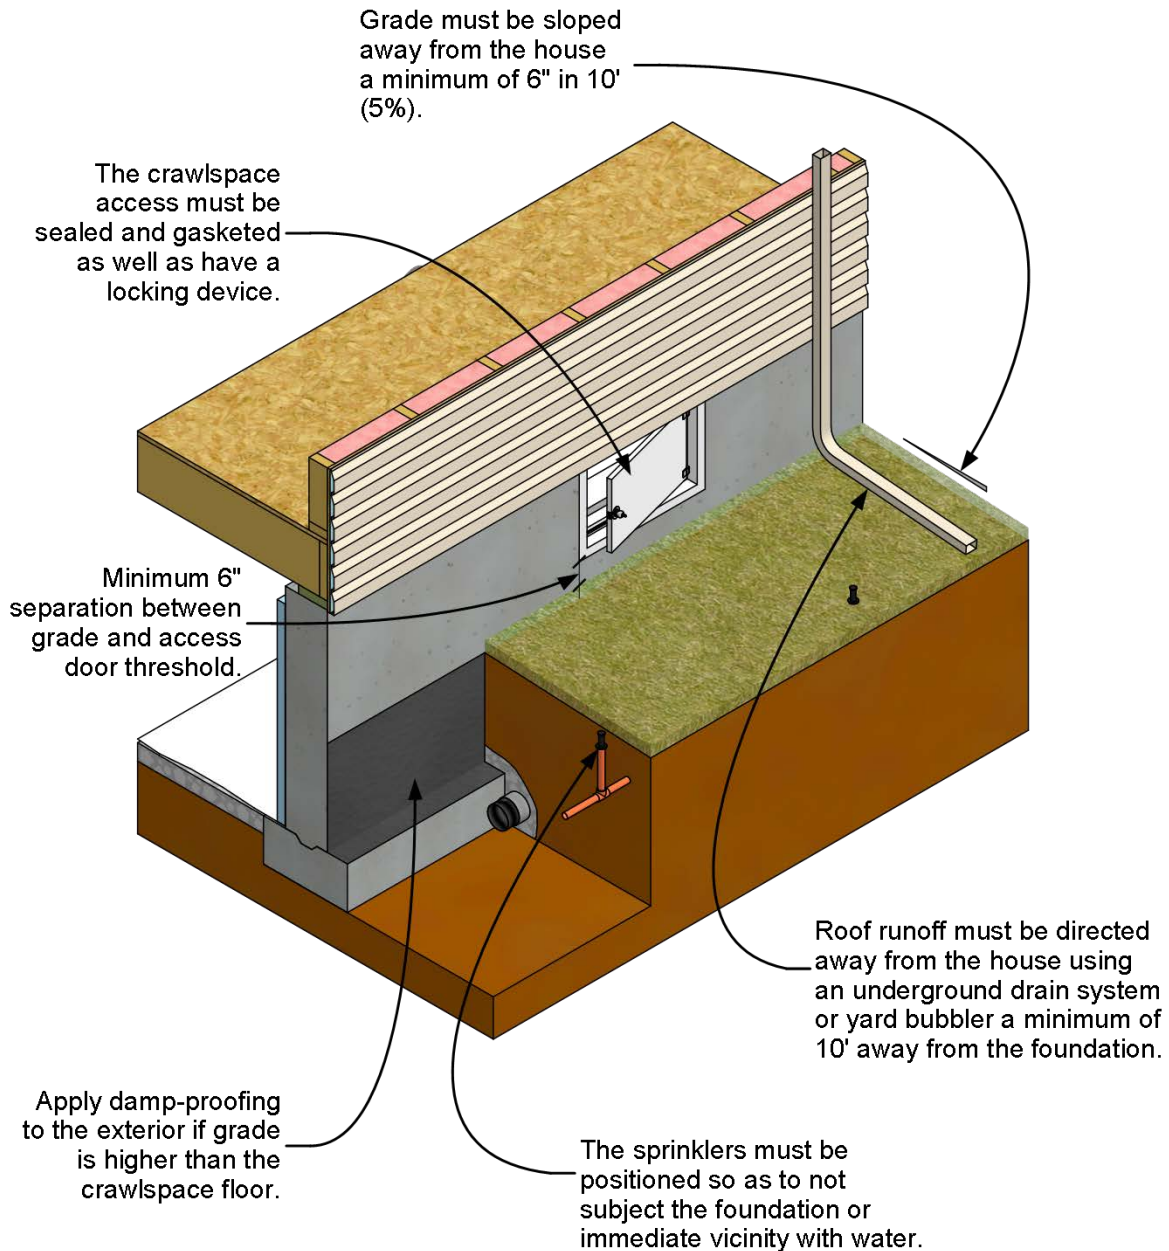 Grade must be sloped
away from the house
a minimum of 6" in 10'
(5%).
The crawlspace
access must be
sealed and gasketed
as well as have a
locking device.
Minimum 6"
separation between
grade and access
door threshold.
Roof runoff must be directed
away from the house using
an underground drain system
or yard bubbler a minimum of
10' away from the foundation.
Apply damp-proofing
to the exterior if grade
is higher than the
crawlspace floor.
The sprinklers must be
positioned so as to not
subject the foundation or
immediate vicinity with water.